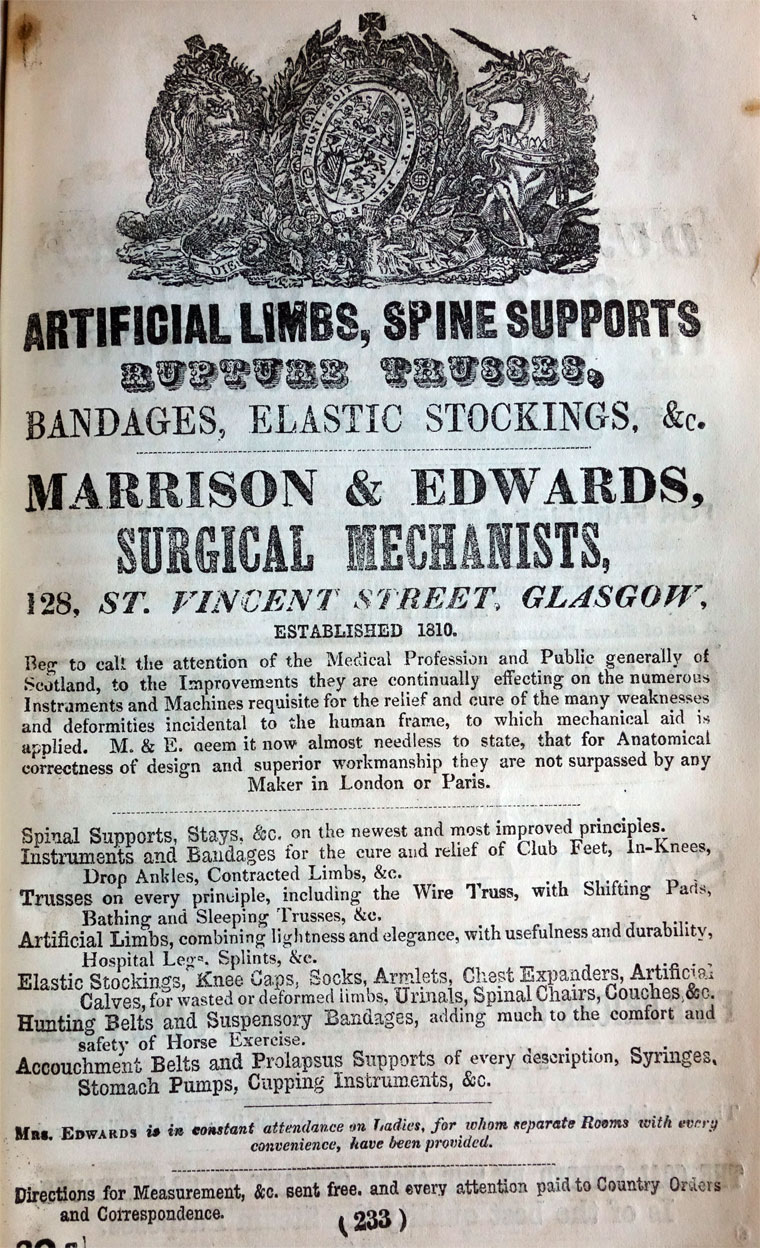 HONI · SOIT MAL · Y
DIE
ARTIFICIAL LIMBS, SPINE SUPPORTS
RUPTURE TRUSSES,
BANDAGES, ELASTIC STOCKINGS, &c.
MARRISON & EDWARDS,
SURGICAL MECHANISTS,
128, ST. VINCENT STREET, GLASGOW,
ESTABLISHED 1810.
Beg to call the attention of the Medical Profession and Public generally of
Scotland, to the Improvements they are continually effecting on the numerous
Instruments and Machines requisite for the relief and cure of the many weaknesses
and deformities incidental to the human frame, to which mechanical aid is
applied. M. & E. deem it now almost needless to state, that for Anatomical
correctness of design and superior workmanship they are not surpassed by any
Maker in London or Paris.
Spinal Supports, Stays, &c. on the newest and most improved principles.
Instruments and Bandages for the cure and relief of Club Feet, In-Knees,
Drop Ankles, Contracted Limbs, &c.
Trusses on every principle, including the Wire Truss, with Shifting Pads,
Bathing and Sleeping Trusses, &c.
Artificial Limbs, combining lightness and elegance, with usefulness and durability,
Hospital Legs, Splints, &c.
Elastic Stockings, Knee Caps, Socks, Armlets, Chest Expanders, Artificial
Calves, for wasted or deformed limbs, Urinals, Spinal Chairs, Couches, &c.
Hunting Belts and Suspensory Bandages, adding much to the comfort and
safety of Horse Exercise.
Accouchment Belts and Prolapsus Supports of every description, Syringes,
Stomach Pumps, Cupping Instruments, &c.
MRS. EDWARDS is in constant attendance on Ladies, for whom separate Rooms with every
convenience, have been provided.
Directions for Measurement, &c. sent free. and every attention paid to Country Orders
and Correspondence.
(233)